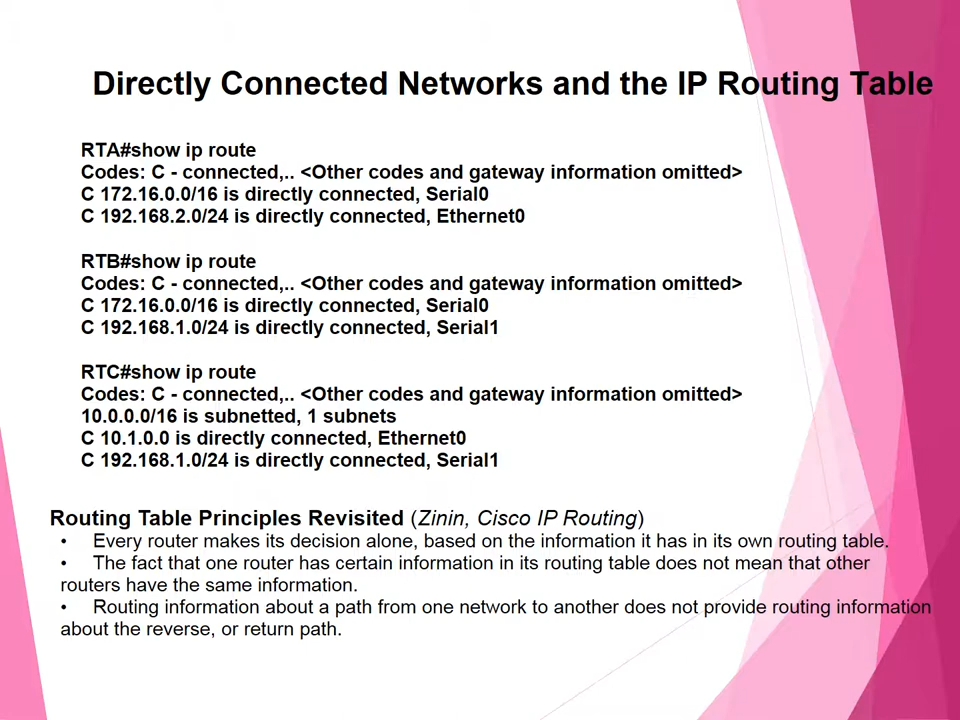 Directly Connected Networks and the IP Routing Table
RTA#show ip route
Codes: C - connected,.. <Other codes and gateway information omitted>
C 172.16.0.0/16 is directly connected, Serial0
C 192.168.2.0/24 is directly connected, Ethernet0
RTB#show ip route
Codes: C - connected,.. <Other codes and gateway information omitted>
C 172.16.0.0/16 is directly connected, Serial0
C 192.168.1.0/24 is directly connected, Serial1
RTC#show ip route
Codes: C - connected,.. <Other codes and gateway information omitted>
10.0.0.0/16 is subnetted, 1 subnets
C 10.1.0.0 is directly connected, Ethernet0
C 192.168.1.0/24 is directly connected, Serial1
Routing Table Principles Revisited (Zinin, Cisco IP Routing)
• Every router makes its decision alone, based on the information it has in its own routing table.
• The fact that one router has certain information in its routing table does not mean that other
routers have the same information.
• Routing information about a path from one network to another does not provide routing information
about the reverse, or return path.